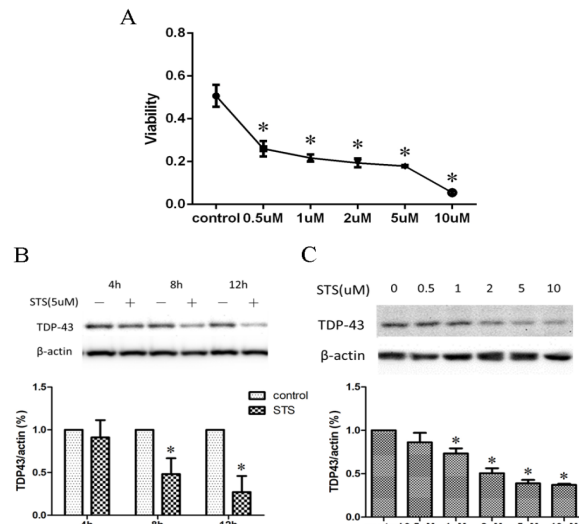 A
0.8
0.6
0.4
0.2
0.0
Viability
* * * * *
control 0.5uM 1uM 2uM 5uM 10uM
B
4h 8h 12h
STS(5uM) — + — + — +
TDP-43
β-actin
1.5
1.0
0.5
0.0
TDP43/actin (%)
control
STS
* *
4h 8h 12h
C
STS(uM) 0 0.5 1 2 5 10
TDP-43
β-actin
1.5
1.0
0.5
0.0
TDP43/actin (%)
* * * *